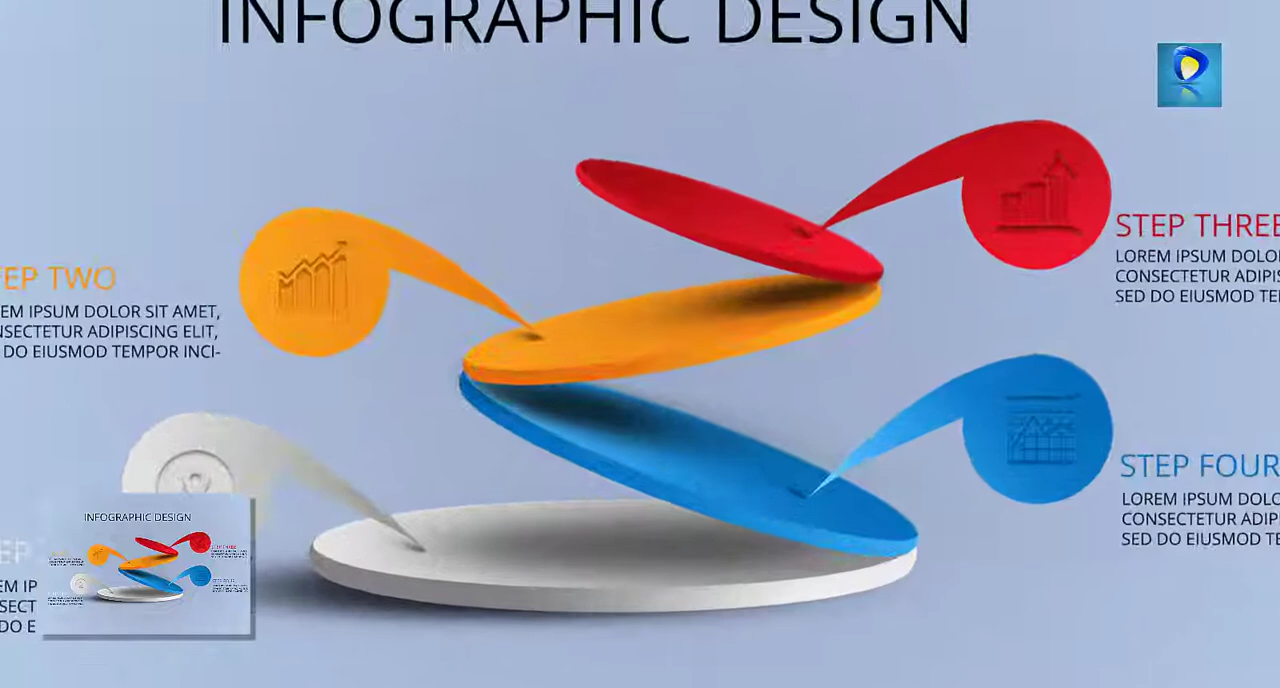 INFOGRAPHIC DESIGN
STEP THREE
LOREM IPSUM DOLO
CONSECTETUR ADIPIS
SED DO EIUSMOD TE
EP TWO
EM IPSUM DOLOR SIT AMET,
NSECTETUR ADIPISCING ELIT,
DO EIUSMOD TEMPOR INCI-
STEP FOUR
LOREM IPSUM DOLO
CONSECTETUR ADIP
SED DO EIUSMOD TE
EP
EM IP
SECT
DO E
INFOGRAPHIC DESIGN